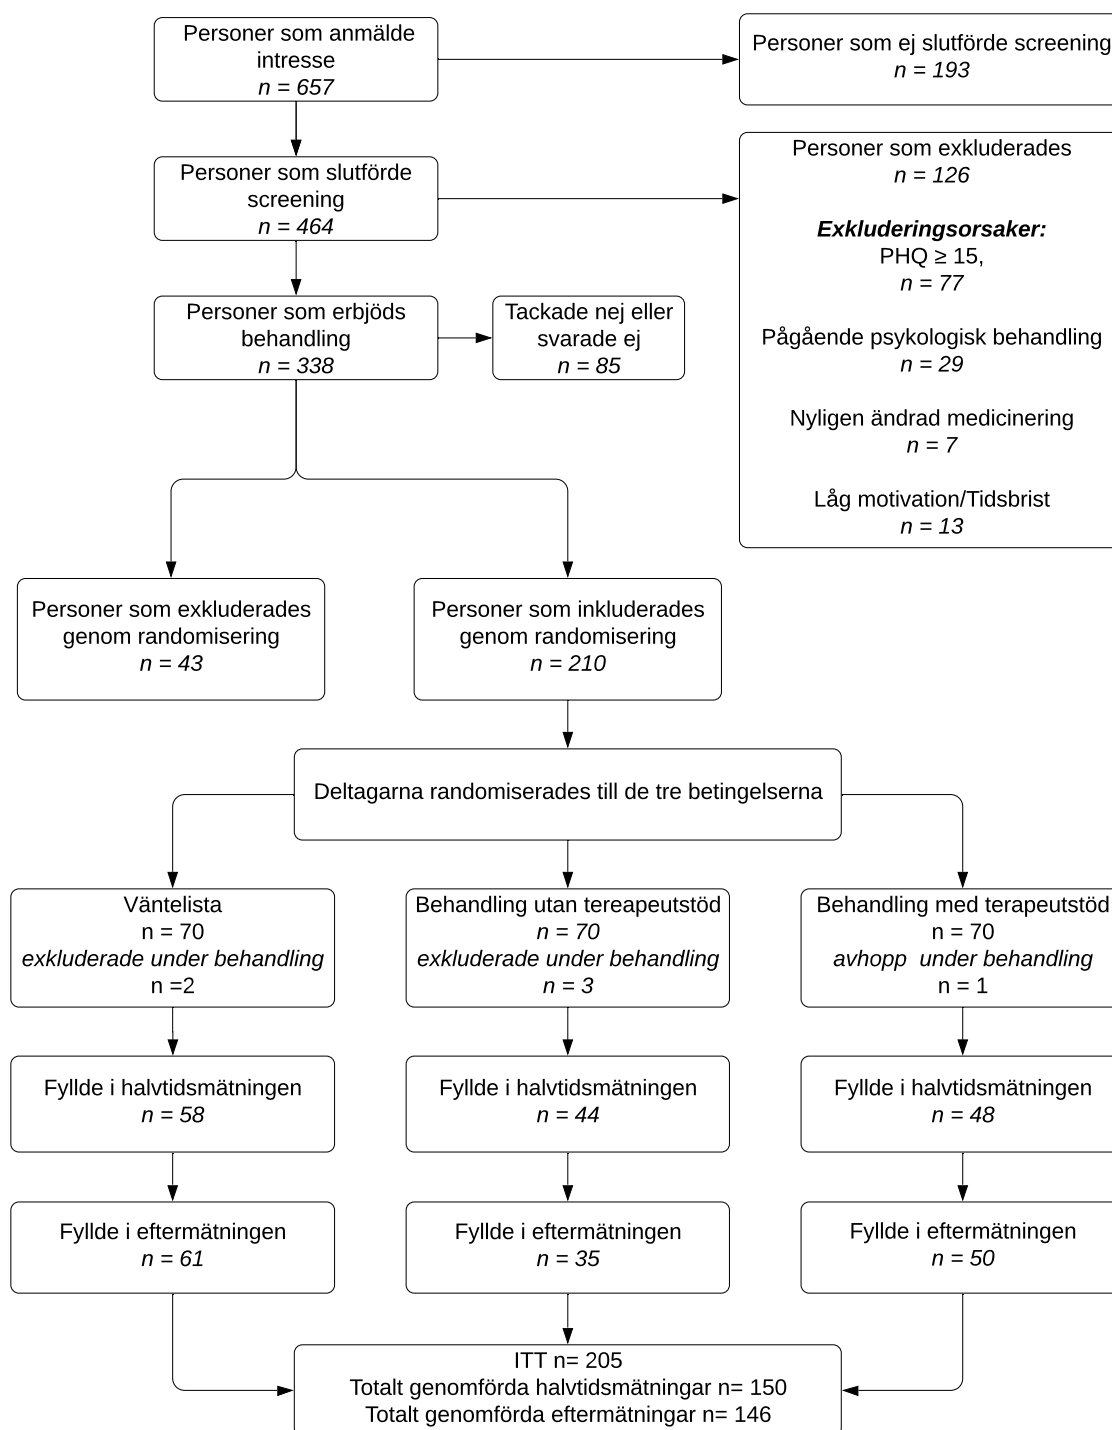 Personer som anmälde
intresse
n = 657
Personer som ej slutförde screening
n = 193
Personer som slutförde
screening
n = 464
Personer som exkluderades
n = 126
Exkluderingsorsaker:
PHQ ≥ 15,
n = 77
Pågående psykologisk behandling
n = 29
Nyligen ändrad medicinering
n = 7
Låg motivation/Tidsbrist
n = 13
Personer som erbjöds
behandling
n = 338
Tackade nej eller
svarade ej
n = 85
Personer som exkluderades
genom randomisering
n = 43
Personer som inkluderades
genom randomisering
n = 210
Deltagarna randomiserades till de tre betingelserna
Väntelista
n = 70
exkluderade under behandling
n =2
Behandling utan tereapeutstöd
n = 70
exkluderade under behandling
n = 3
Behandling med terapeutstöd
n = 70
avhopp  under behandling
n = 1
Fyllde i halvtidsmätningen
n = 58
Fyllde i halvtidsmätningen
n = 44
Fyllde i halvtidsmätningen
n = 48
Fyllde i eftermätningen
n = 61
Fyllde i eftermätningen
n = 35
Fyllde i eftermätningen
n = 50
ITT n= 205
Totalt genomförda halvtidsmätningar n= 150
Totalt genomförda eftermätningar n= 146